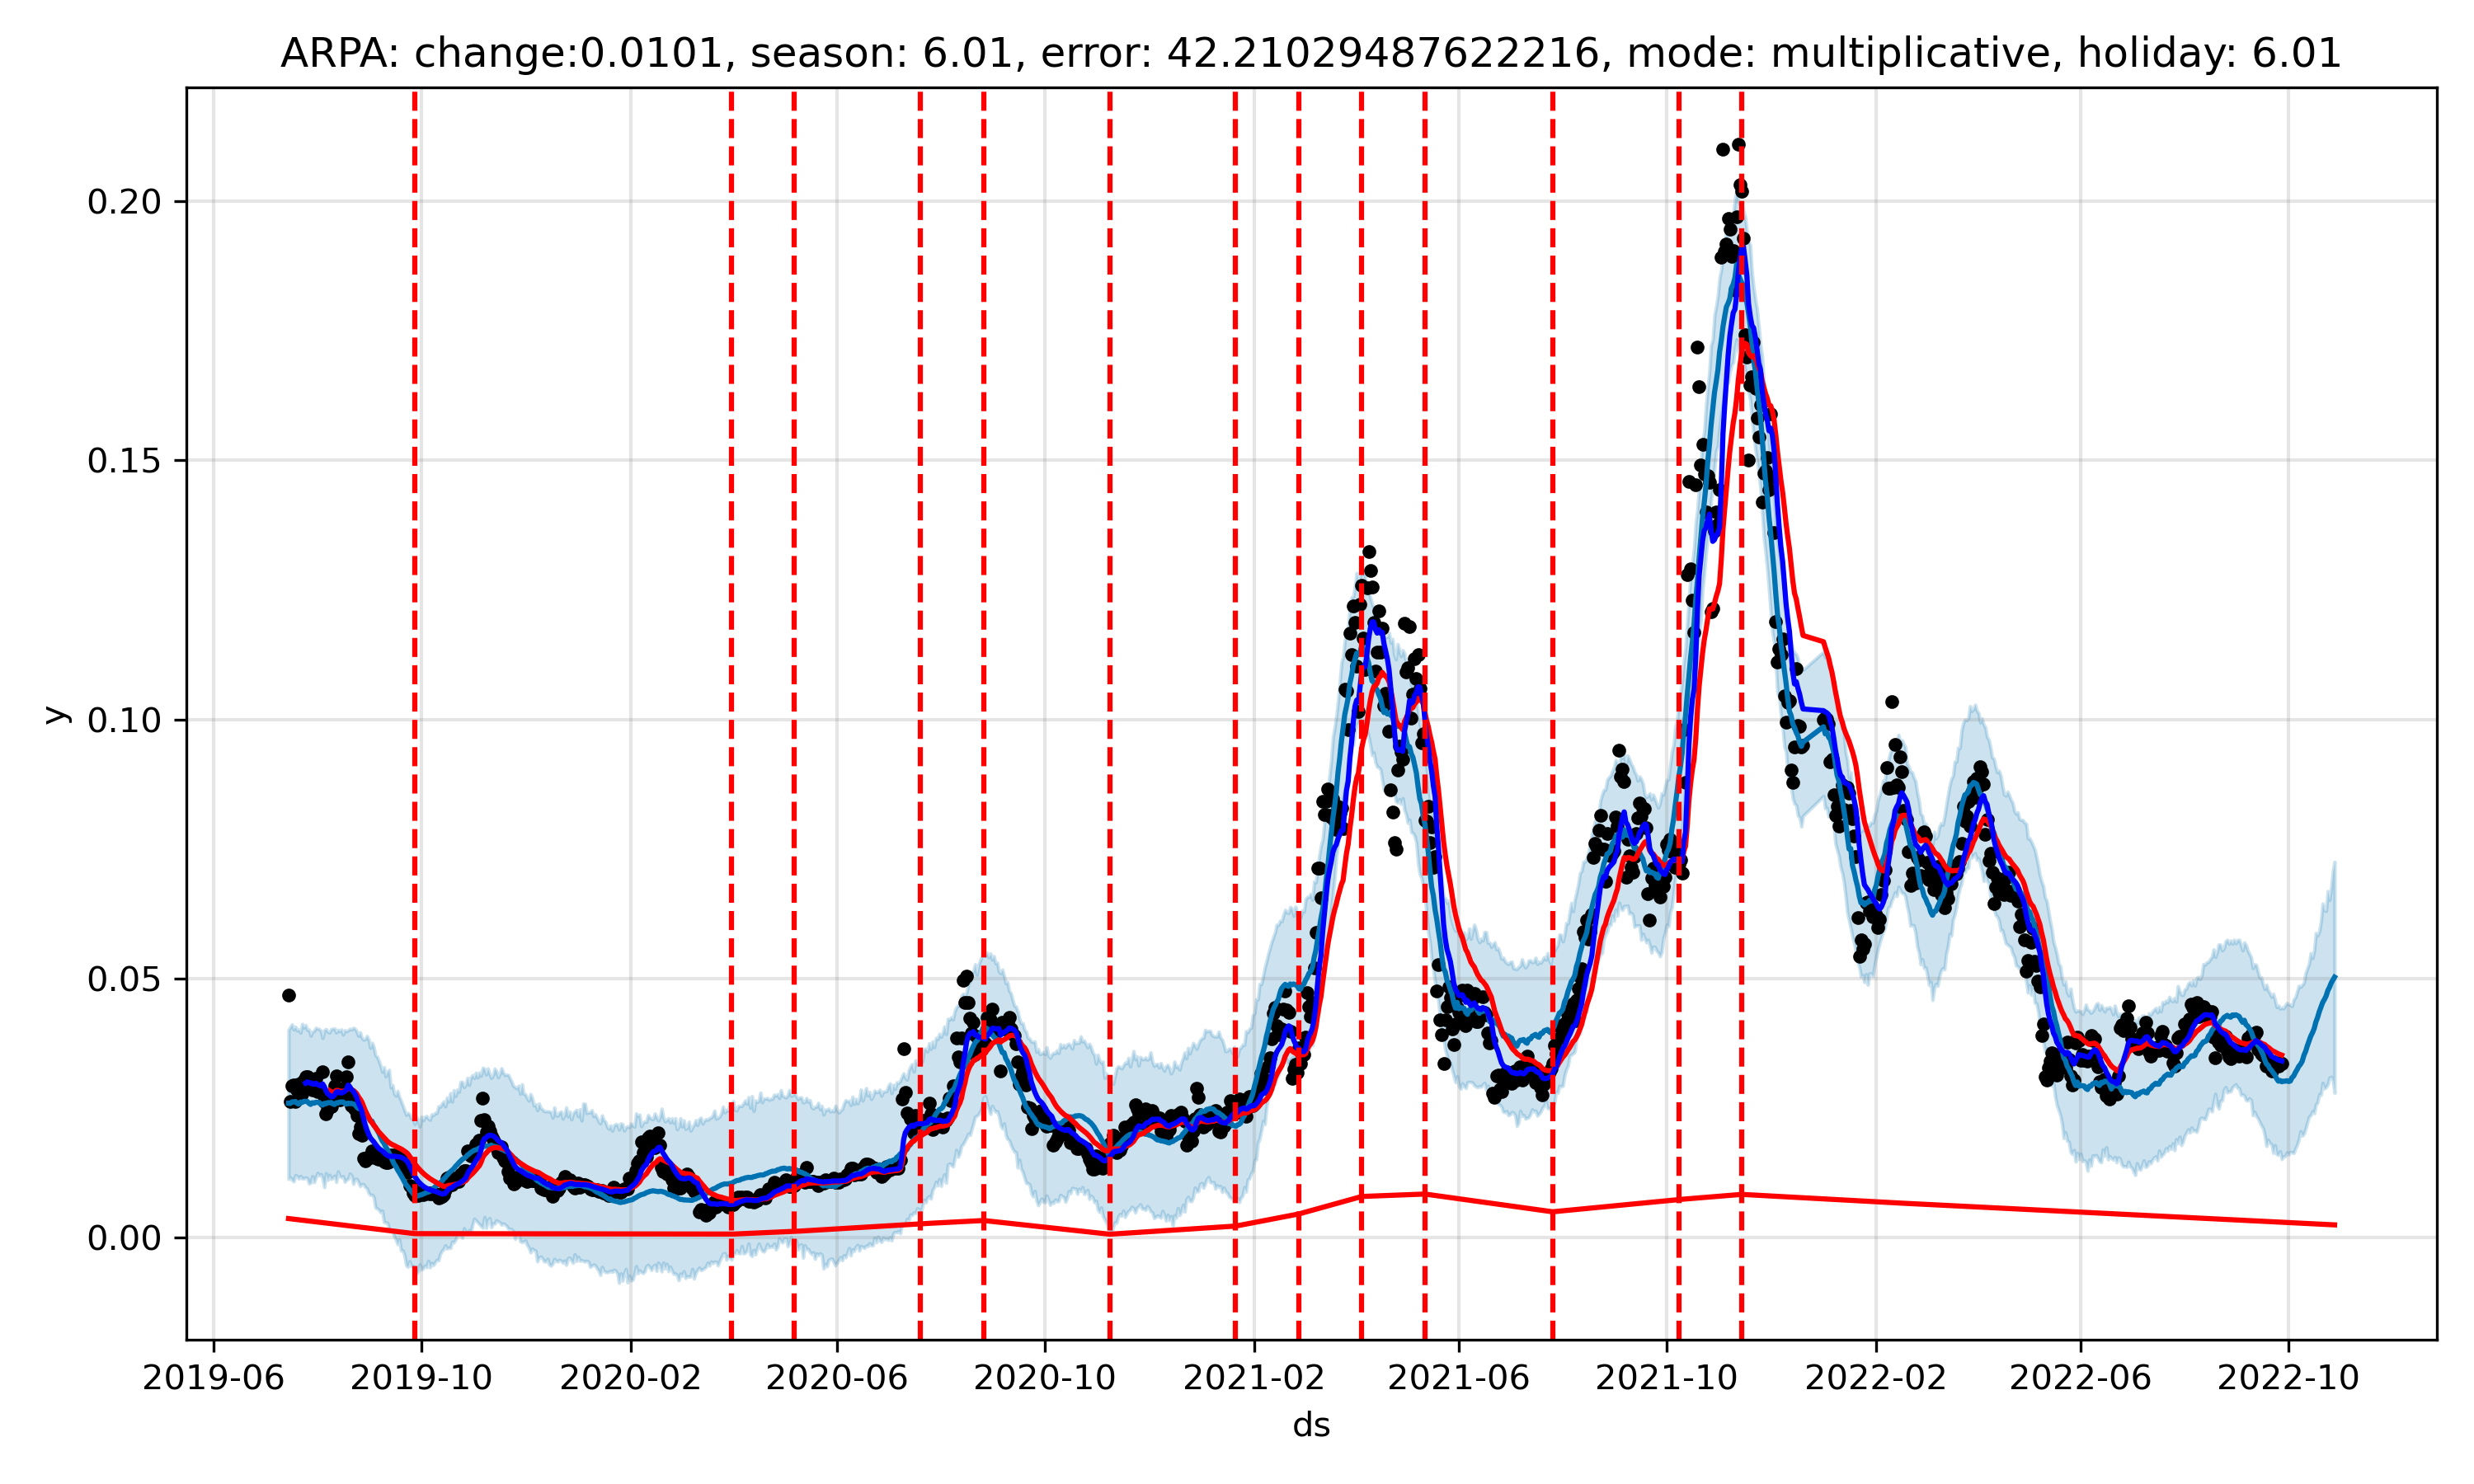 ARPA: change:0.0101, season: 6.01, error: 42.21029487622216, mode: multiplicative, holiday: 6.01
y
0.20
0.15
0.10
0.05
0.00
2019-06 2019-10 2020-02 2020-06 2020-10 2021-02 2021-06 2021-10 2022-02 2022-06 2022-10
ds